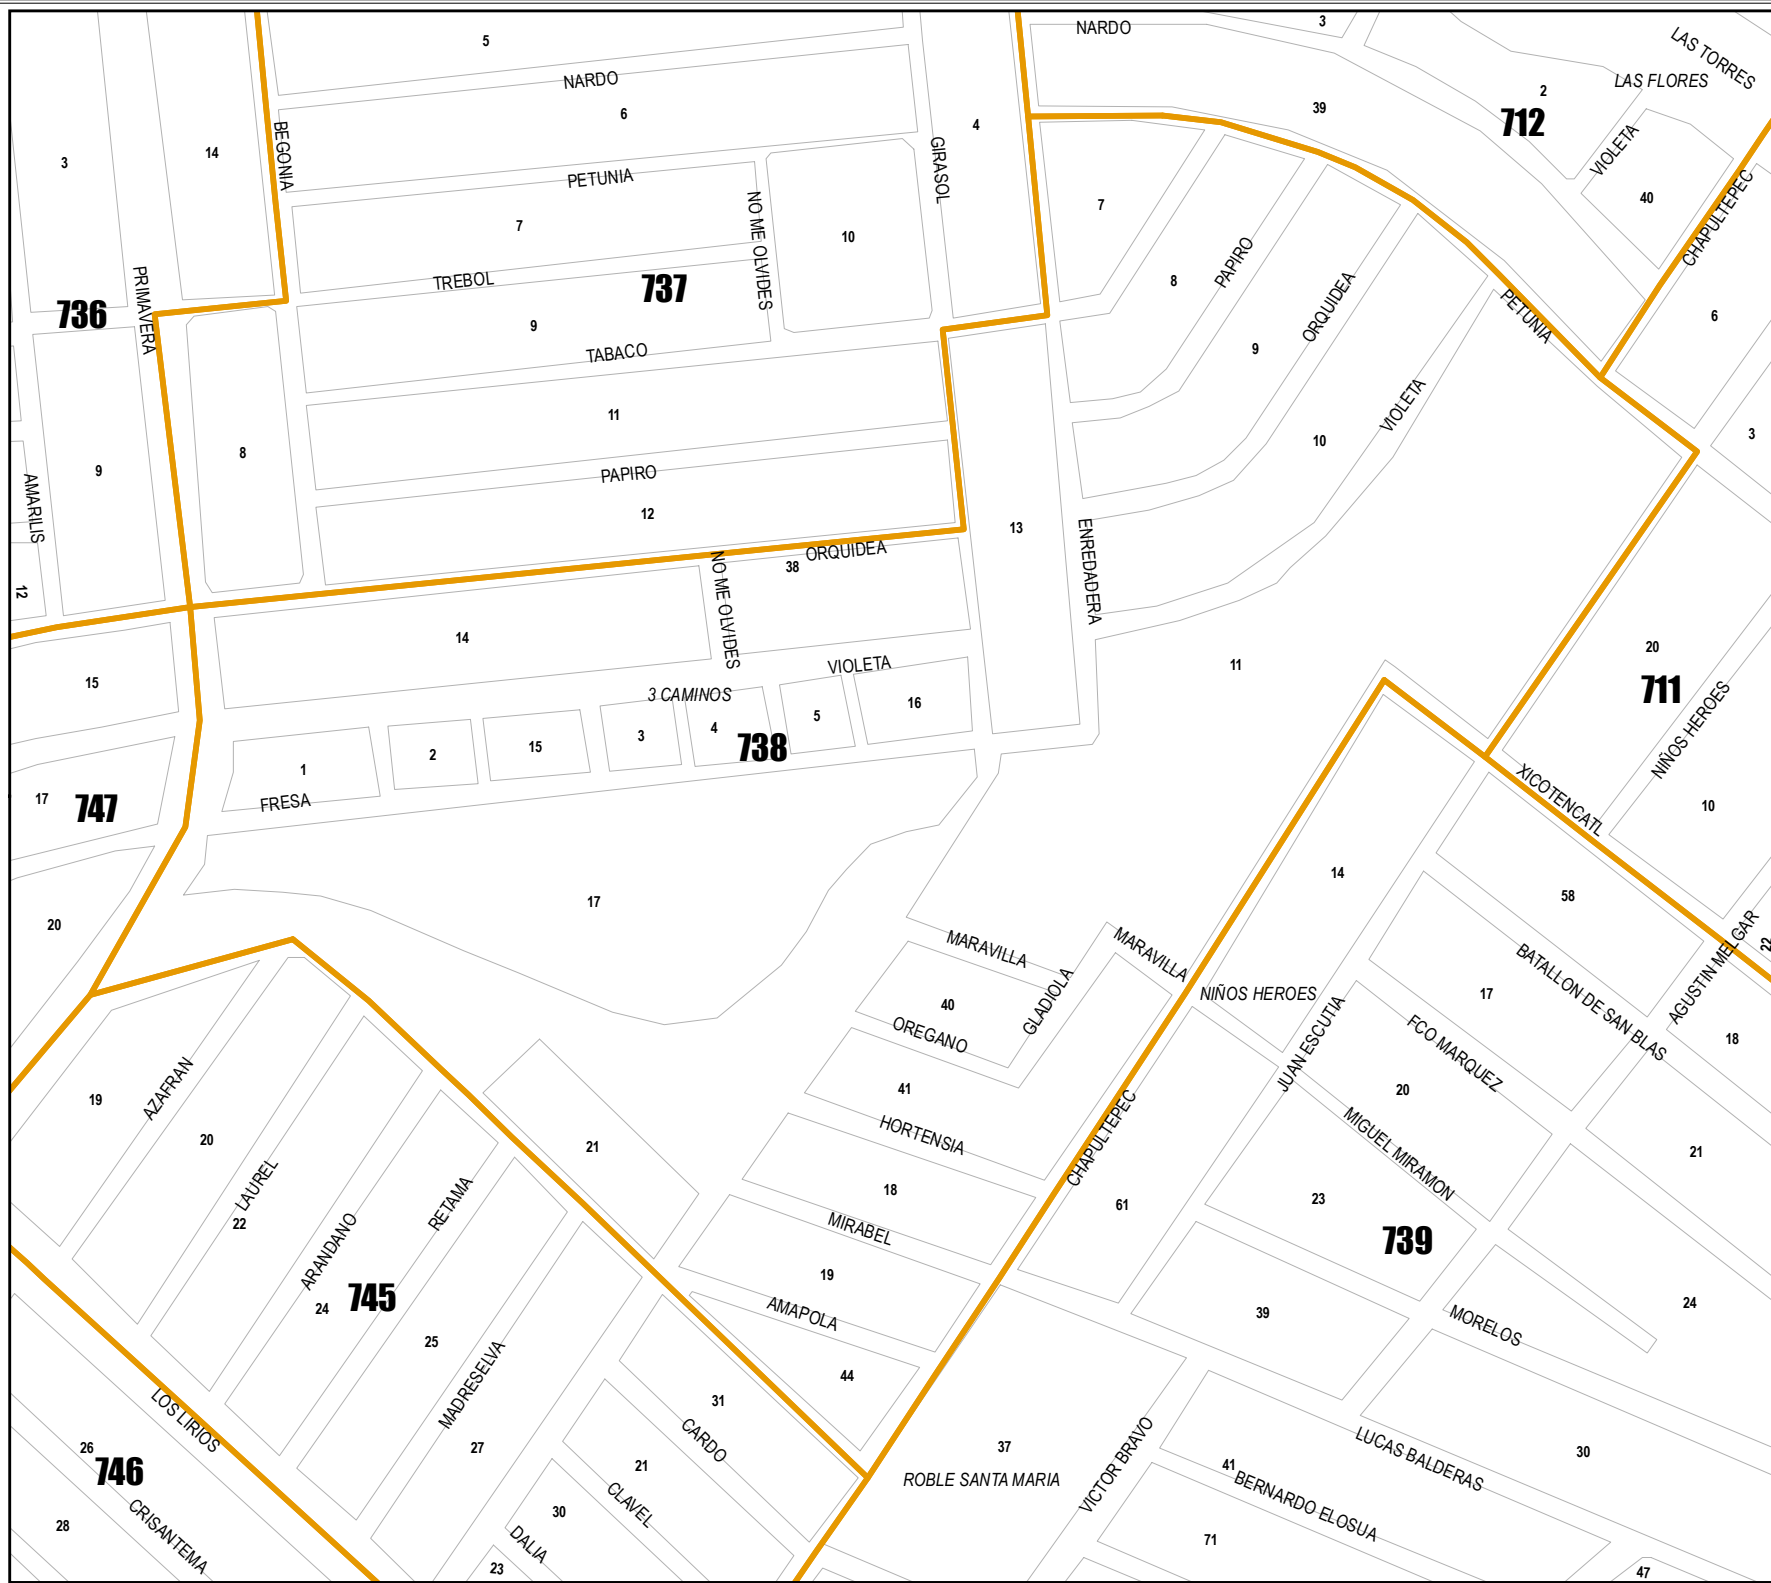 NARDO
3
LAS TORRES
5
LAS FLORES
NARDO
2
6
39
712
4
14
3
BEGONIA
GIRASOL
VIOLETA
PETUNIA
40
CHAPULTEPEC
NO ME OLVIDES
7
7
10
PAPIRO
TREBOL
737
8
ORQUIDEA
PRIMAVERA
736
9
PETUNIA
6
TABACO
9
11
VIOLETA
3
10
8
9
PAPIRO
AMARILIS
12
13
ENREDADERA
ORQUIDEA
38
12
NO ME OLVIDES
14
20
VIOLETA
11
15
3 CAMINOS
711
16
5
4
3
738
15
2
1
NIÑOS HEROES
17
747
FRESA
XICOTENCATL
10
14
58
17
20
AGUSTIN MELGAR
22
MARAVILLA
MARAVILLA
BATALLON DE SAN BLAS
GLADIOLA
NIÑOS HEROES
17
40
OREGANO
JUAN ESCUTIA
FCO MARQUEZ
18
AZAFRAN
19
41
20
HORTENSIA
CHAPULTEPEC
MIGUEL MIRAMON
20
21
21
LAUREL
18
61
23
22
RETAMA
ARANDANO
MIRABEL
739
19
24
745
24
AMAPOLA
39
MORELOS
25
MADRESELVA
44
LOS LIRIOS
31
CARDO
26
746
27
37
LUCAS BALDERAS
30
21
ROBLE SANTA MARIA
VICTOR BRAVO
41
BERNARDO ELOSUA
CLAVEL
30
28
CRISANTEMA
DALIA
71
23
47